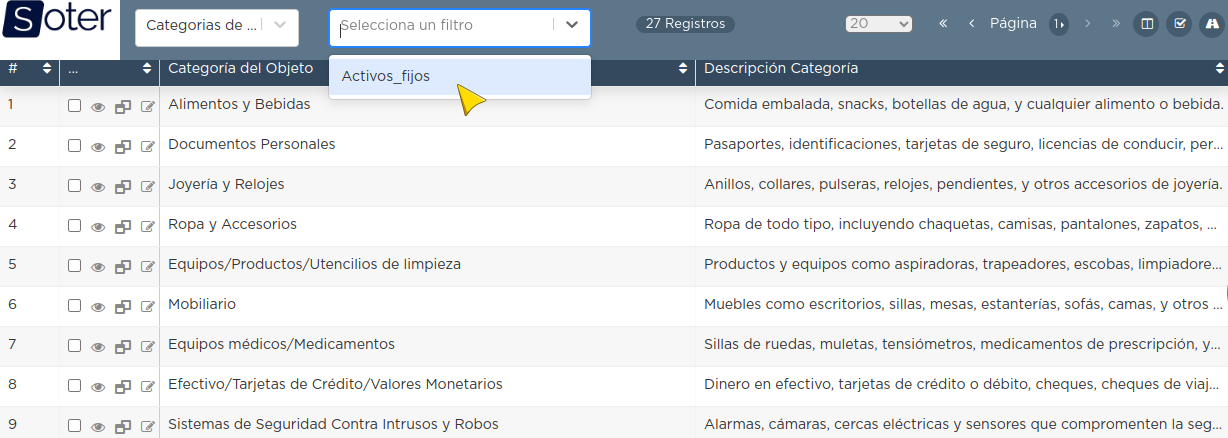 Soter
Categorias de ...
Selecciona un filtro
27 Registros
20
« ‹ Página 1 › »
# ... Categoría del Objeto Descripción Categoría
Activos_fijos
1 Alimentos y Bebidas Comida embalada, snacks, botellas de agua, y cualquier alimento o bebida.
2 Documentos Personales Pasaportes, identificaciones, tarjetas de seguro, licencias de conducir, per...
3 Joyería y Relojes Anillos, collares, pulseras, relojes, pendientes, y otros accesorios de joyería.
4 Ropa y Accesorios Ropa de todo tipo, incluyendo chaquetas, camisas, pantalones, zapatos, ...
5 Equipos/Productos/Utencilios de limpieza Productos y equipos como aspiradoras, trapeadores, escobas, limpiadore...
6 Mobiliario Muebles como escritorios, sillas, mesas, estanterías, sofás, camas, y otros ...
7 Equipos médicos/Medicamentos Sillas de ruedas, muletas, tensiómetros, medicamentos de prescripción, y...
8 Efectivo/Tarjetas de Crédito/Valores Monetarios Dinero en efectivo, tarjetas de crédito o débito, cheques, cheques de viaj...
9 Sistemas de Seguridad Contra Intrusos y Robos Alarmas, cámaras, cercas eléctricas y sensores que comprometen la seg...